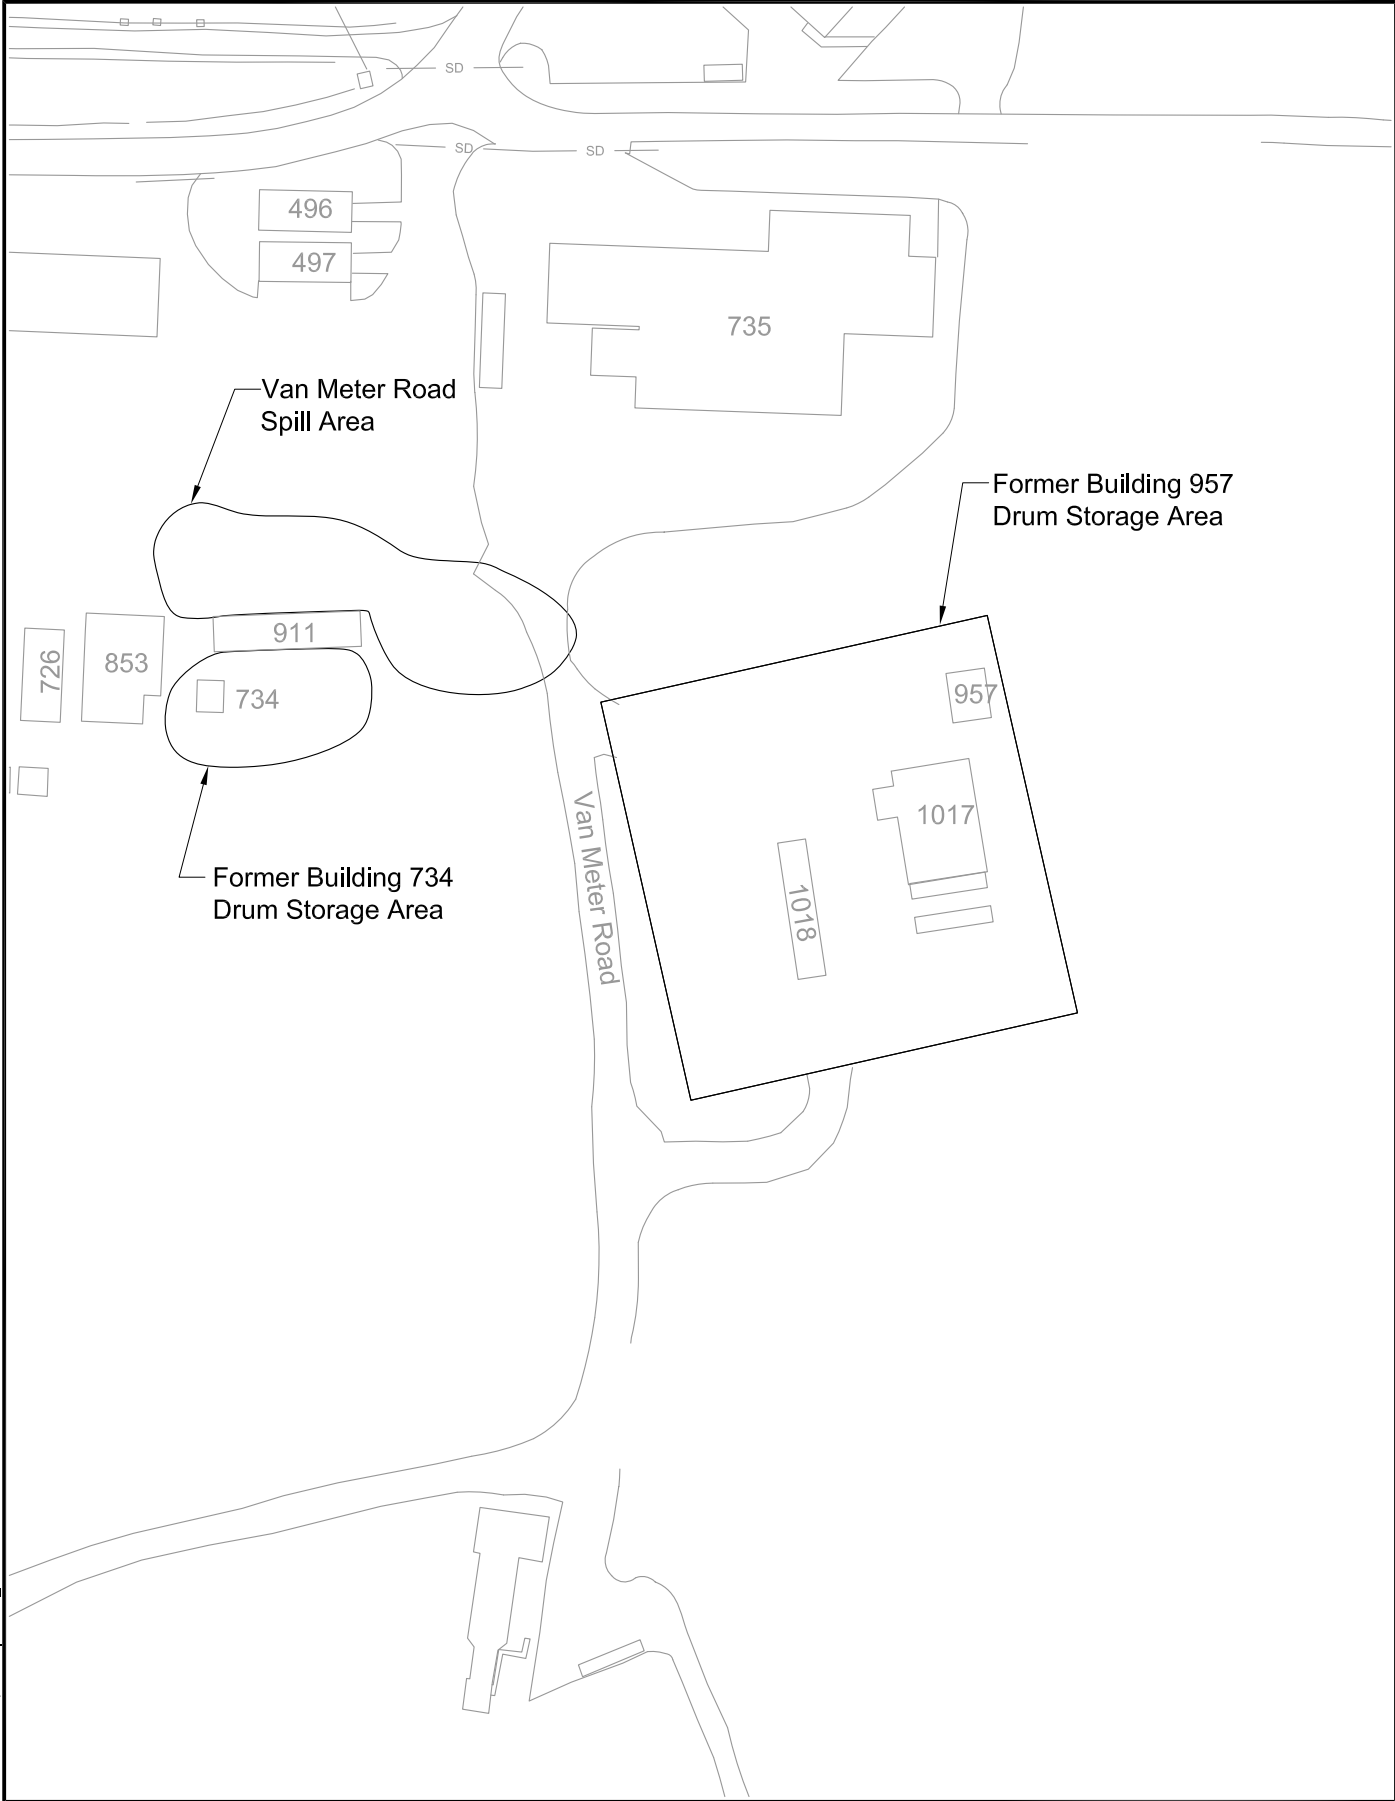 SD
SD
SD
496
497
735
Van Meter Road
Spill Area
Former Building 957
Drum Storage Area
911
726
853
734
957
1017
Van Meter Road
1018
Former Building 734
Drum Storage Area